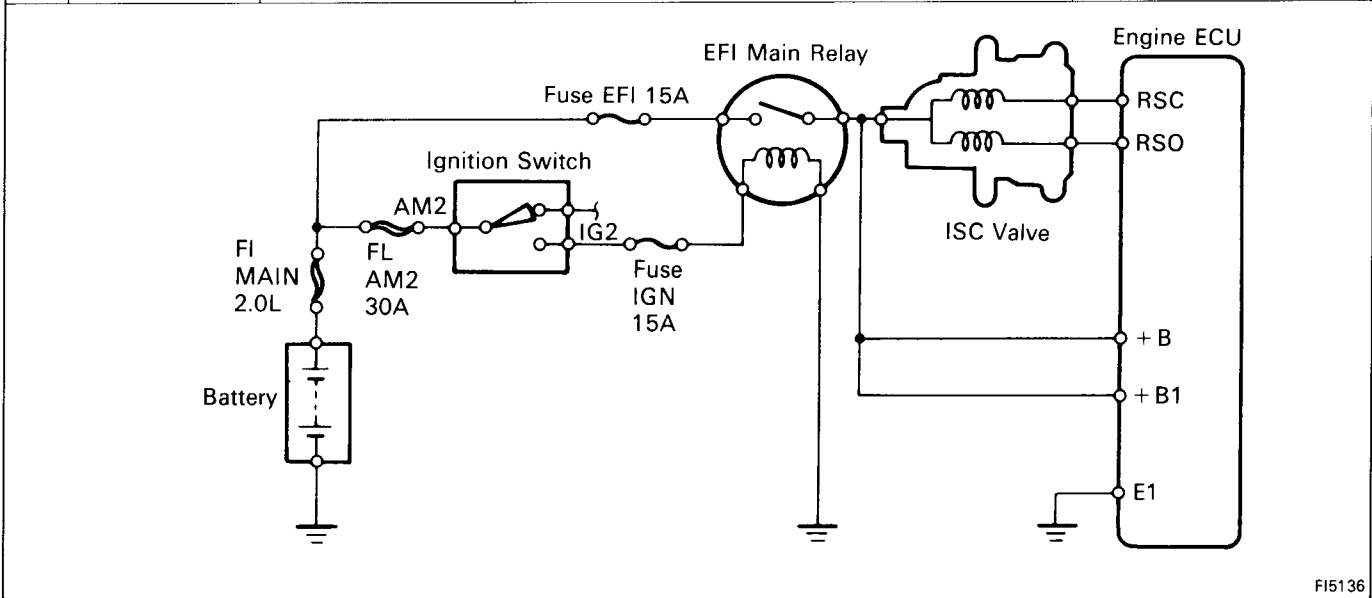 Engine ECU
EFI Main Relay
Fuse EFI 15A
RSC
RSO
Ignition Switch
AM2
IG2
ISC Valve
FI
MAIN
2.0L
FL
AM2
30A
Fuse
IGN
15A
+B
Battery
+B1
E1
FI5136